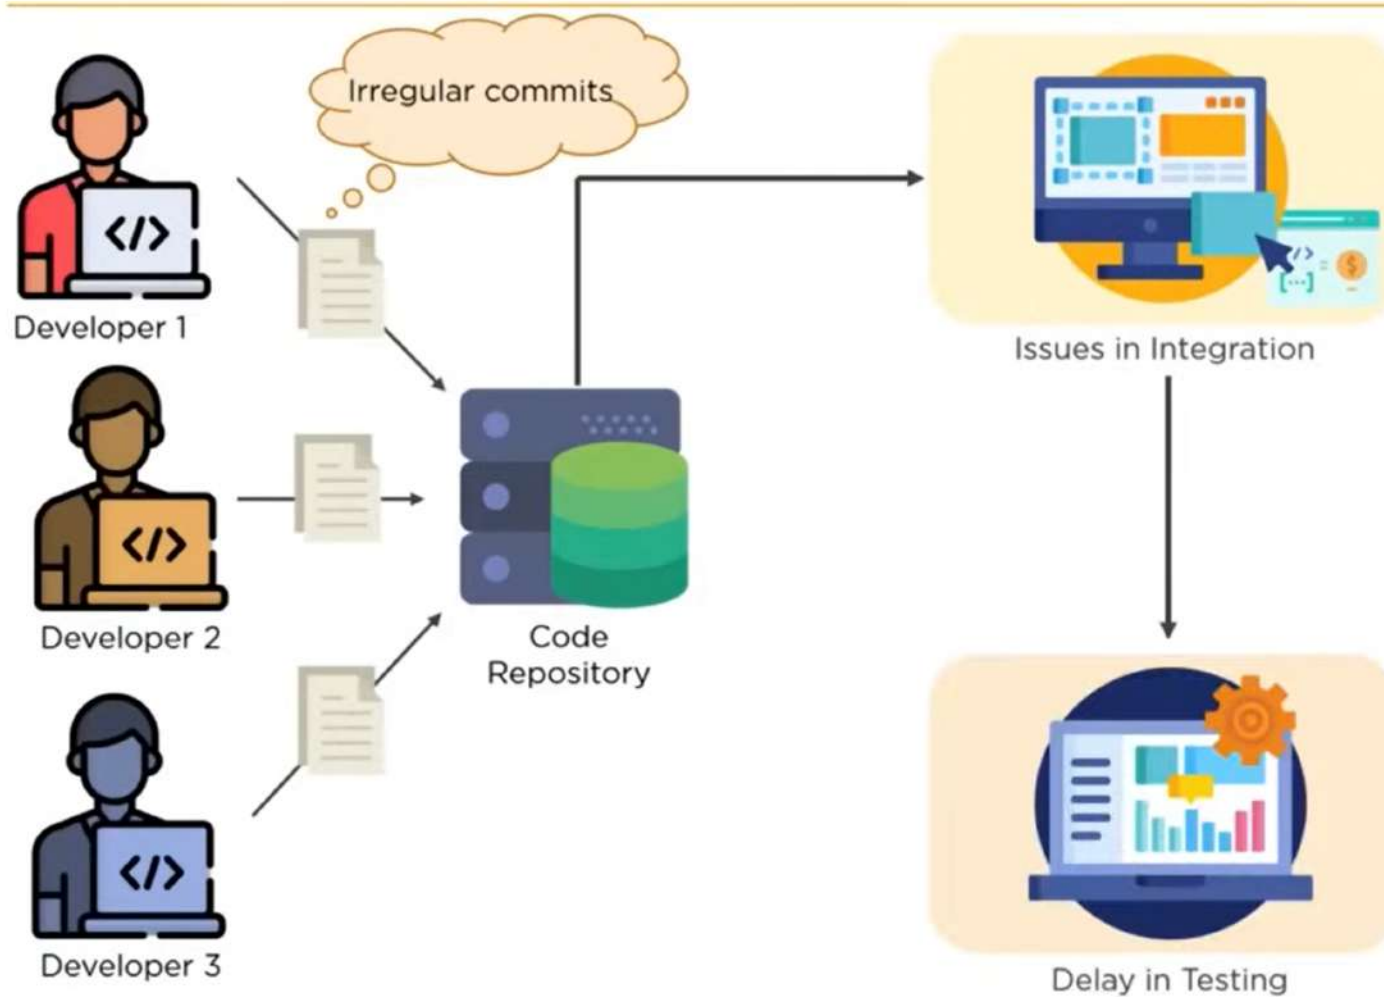 Irregular commits
</>
Developer 1
</>
Developer 2
</>
Developer 3
Code
Repository
</>
[...]
=
$
Issues in Integration
Delay in Testing